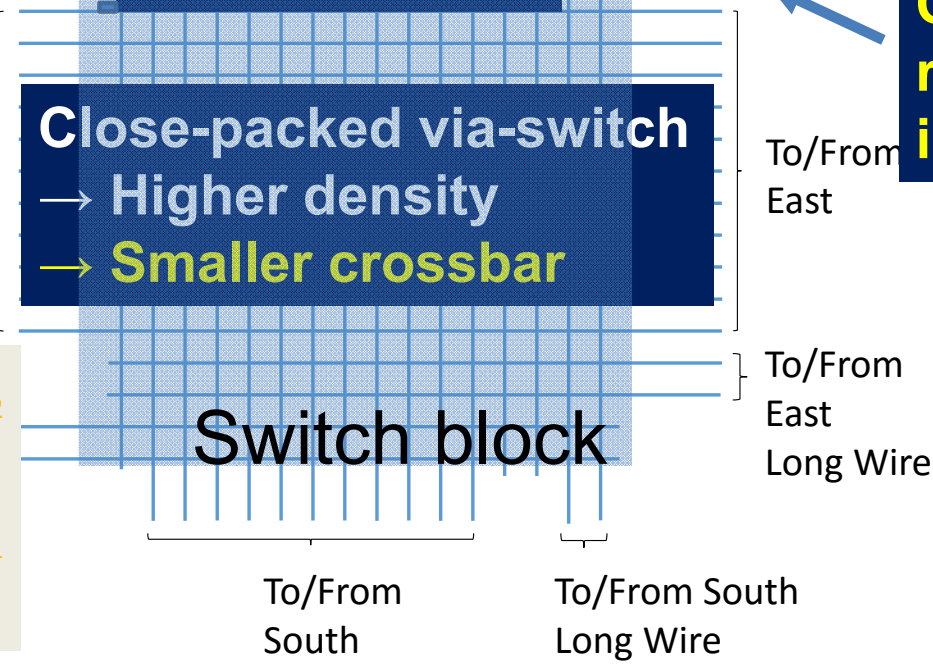 Close-packed via-switch
→ Higher density
→ Smaller crossbar
To/From
East
To/From
East
Long Wire
Switch block
To/From
South
To/From South
Long Wire